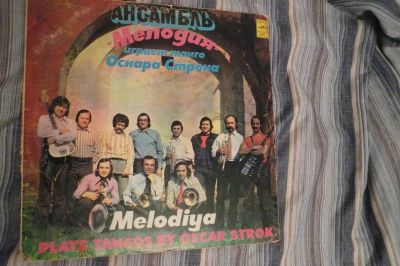 АНСАМБЛЬ
"Мелодия"
играет танго
Оскара Строка
Melodiya
PLAYS TANGOS BY OSCAR STROK